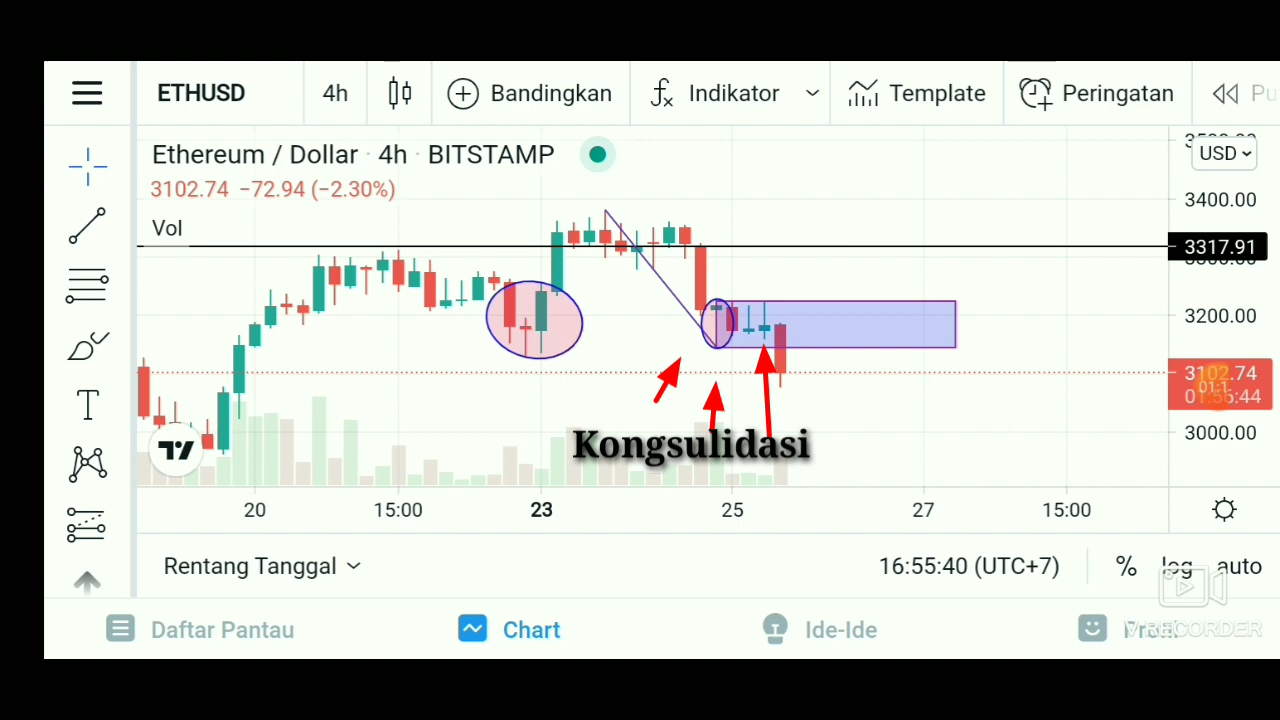 ETHUSD 4h Bandingkan Indikator Template Peringatan Pu
Ethereum / Dollar · 4h · BITSTAMP
3102.74 −72.94 (−2.30%)
Vol
USD
3400.00
3317.91
3200.00
3102.74
3000.00
Kongsulidasi
20 15:00 23 25 27 15:00
Rentang Tanggal 16:55:40 (UTC+7) % log auto
Daftar Pantau Chart Ide-Ide
V RECORDER